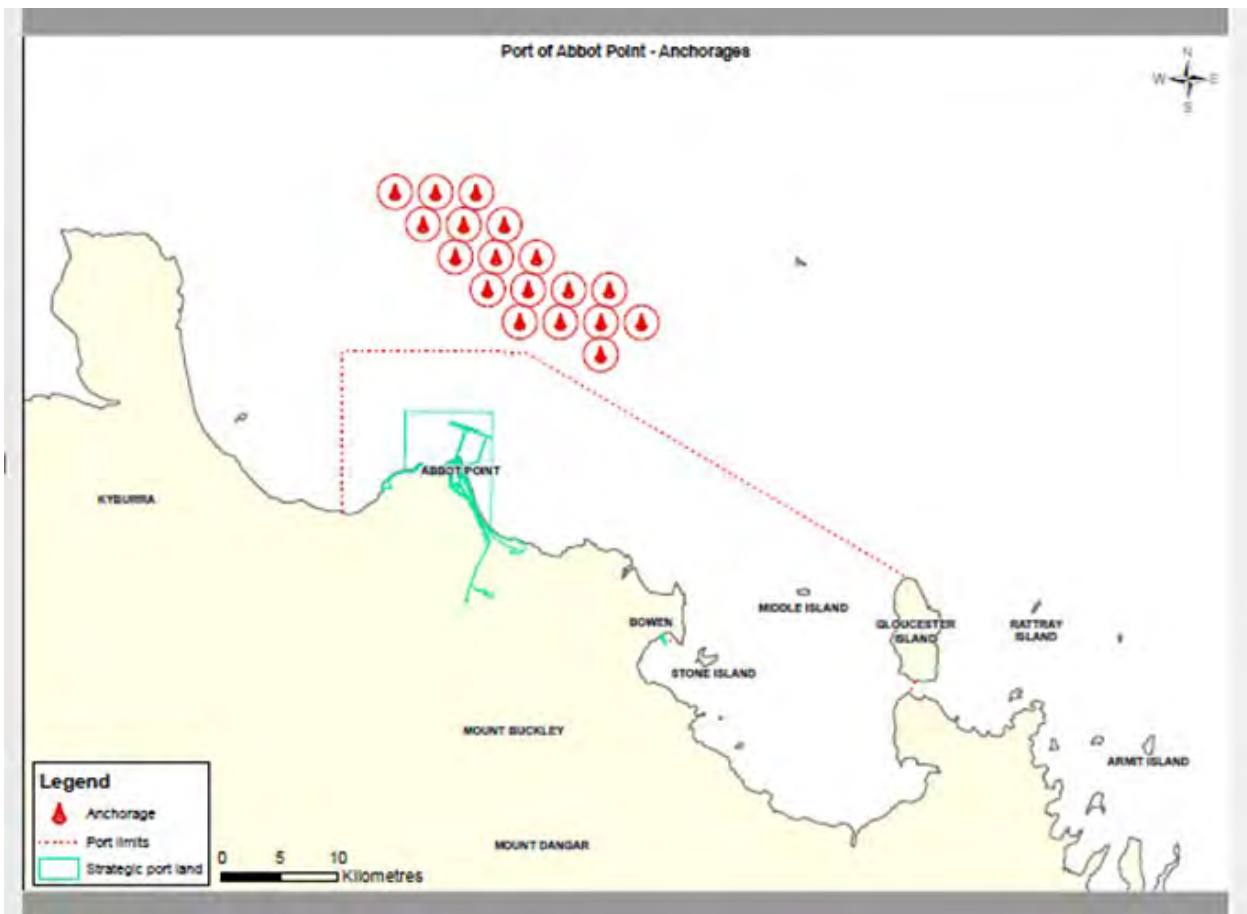 Port of Abbot Point - Anchorages
N
W E
S
ABBOT POINT
KYBURRA
MIDDLE ISLAND
BOWEN
GLOUCESTER
ISLAND
RATTRAY
ISLAND
STONE ISLAND
MOUNT BUCKLEY
ARMIT ISLAND
MOUNT DANGAR
Legend
Anchorage
Port limits
Strategic port land
0 5 10
Kilometres